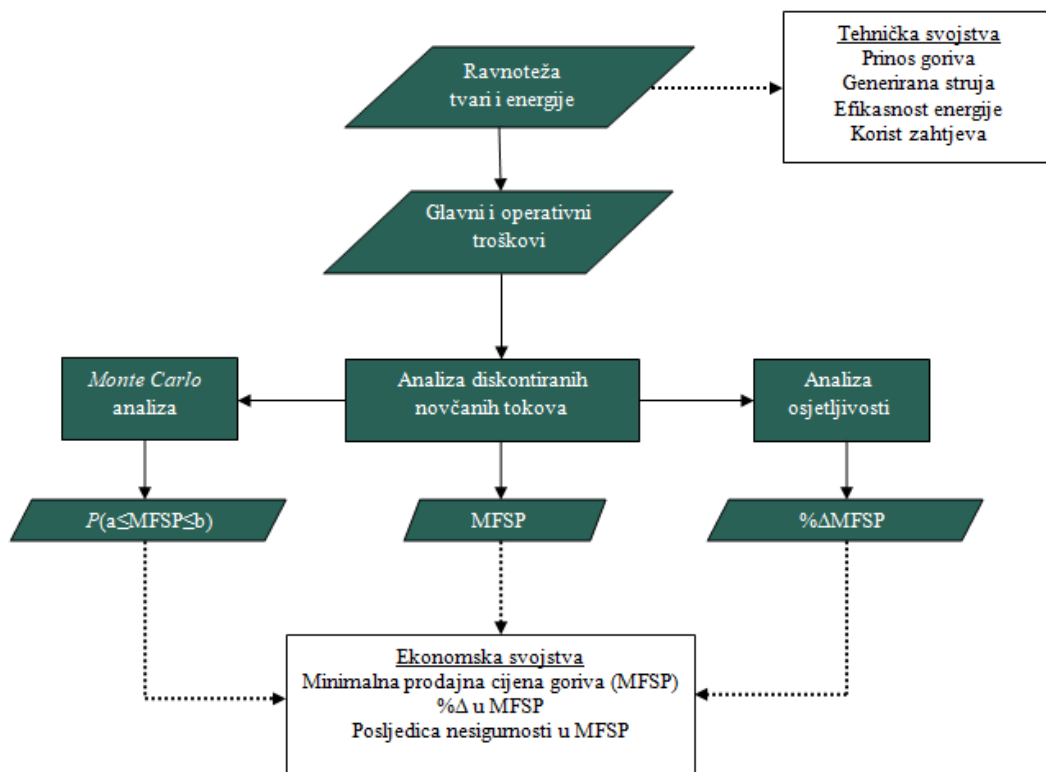 Ravnoteža
tvari i energije
Tehnička svojstva
Prinos goriva
Generirana struja
Efikasnost energije
Korist zahtjeva
Glavni i operativni
troškovi
Monte Carlo
analiza
Analiza diskontiranih
novčanih tokova
Analiza
osjetljivosti
P(a≤MFSP≤b)
MFSP
%ΔMFSP
Ekonomska svojstva
Minimalna prodajna cijena goriva (MFSP)
%Δ u MFSP
Posljedica nesigurnosti u MFSP